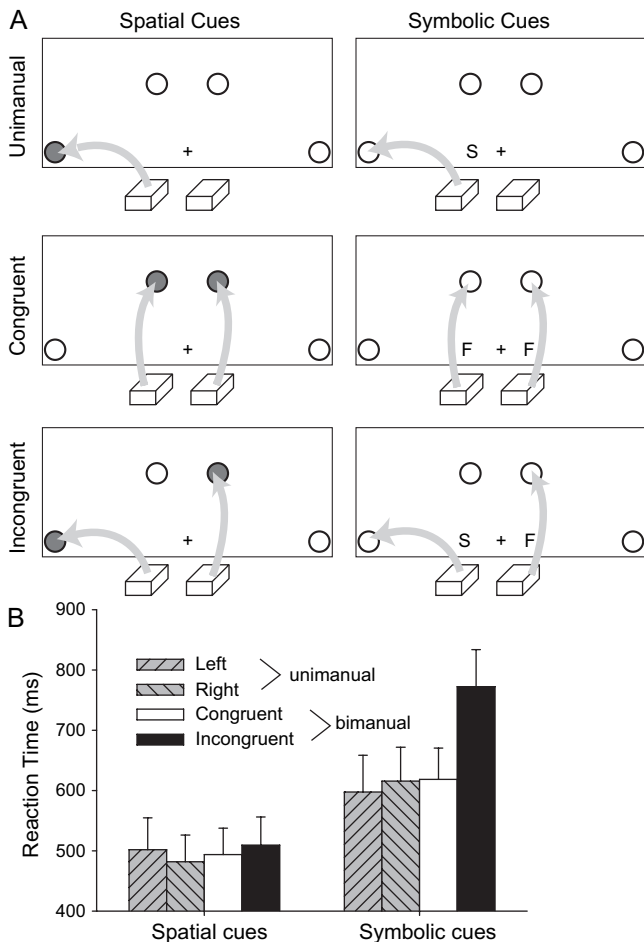 A
Spatial Cues Symbolic Cues
Unimanual
+ S +
Congruent
+ F + F
Incongruent
+ S + F
B
Reaction Time (ms)
900
800
700
600
500
400
Left
Right
unimanual
Congruent
Incongruent
bimanual
Spatial cues Symbolic cues